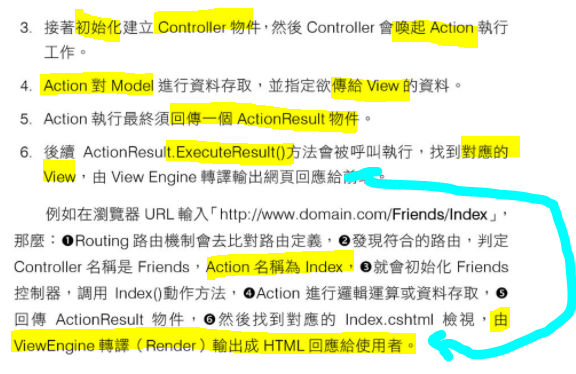 3. 接著初始化建立 Controller 物件，然後 Controller 會喚起 Action 執行
工作。
4. Action 對 Model 進行資料存取，並指定欲傳給 View 的資料。
5. Action 執行最終須回傳一個 ActionResult 物件。
6. 後續 ActionResult.ExecuteResult()方法會被呼叫執行，找到對應的
View，由 View Engine 轉譯輸出網頁回應給
例如在瀏覽器 URL 輸入「http://www.domain.com/Friends/Index」，
那麼：❶Routing 路由機制會去比對路由定義，❷發現符合的路由，判定
Controller 名稱是 Friends，Action 名稱為 Index，❸就會初始化 Friends
控制器，調用 Index()動作方法，❹Action 進行邏輯運算或資料存取，❺
回傳 ActionResult 物件，❻然後找到對應的 Index.cshtml 檢視，由
ViewEngine 轉譯（Render）輸出成 HTML 回應給使用者。